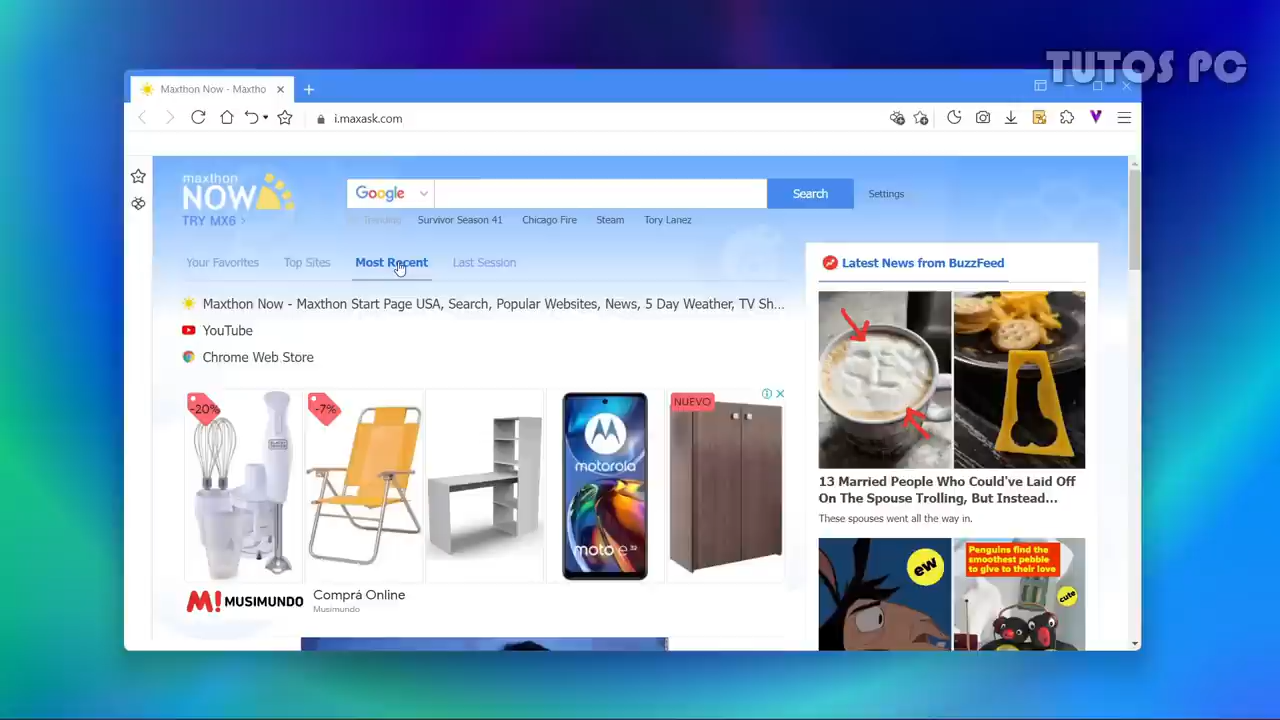 TUTOS PC
Maxthon Now - Maxtho
i.maxask.com
maxthon
NOW
TRY MX6 >
Google
Search
Settings
Trending
Survivor Season 41
Chicago Fire
Steam
Tory Lanez
Your Favorites
Top Sites
Most Recent
Last Session
Latest News from BuzzFeed
Maxthon Now - Maxthon Start Page USA, Search, Popular Websites, News, 5 Day Weather, TV Sh...
YouTube
Chrome Web Store
-20%
-7%
NUEVO
motorola
moto e³²
M! MUSIMUNDO
Comprá Online
Musimundo
13 Married People Who Could've Laid Off
On The Spouse Trolling, But Instead...
These spouses went all the way in.
ew
Penguins find the
smoothest pebble
to give to their love
cute